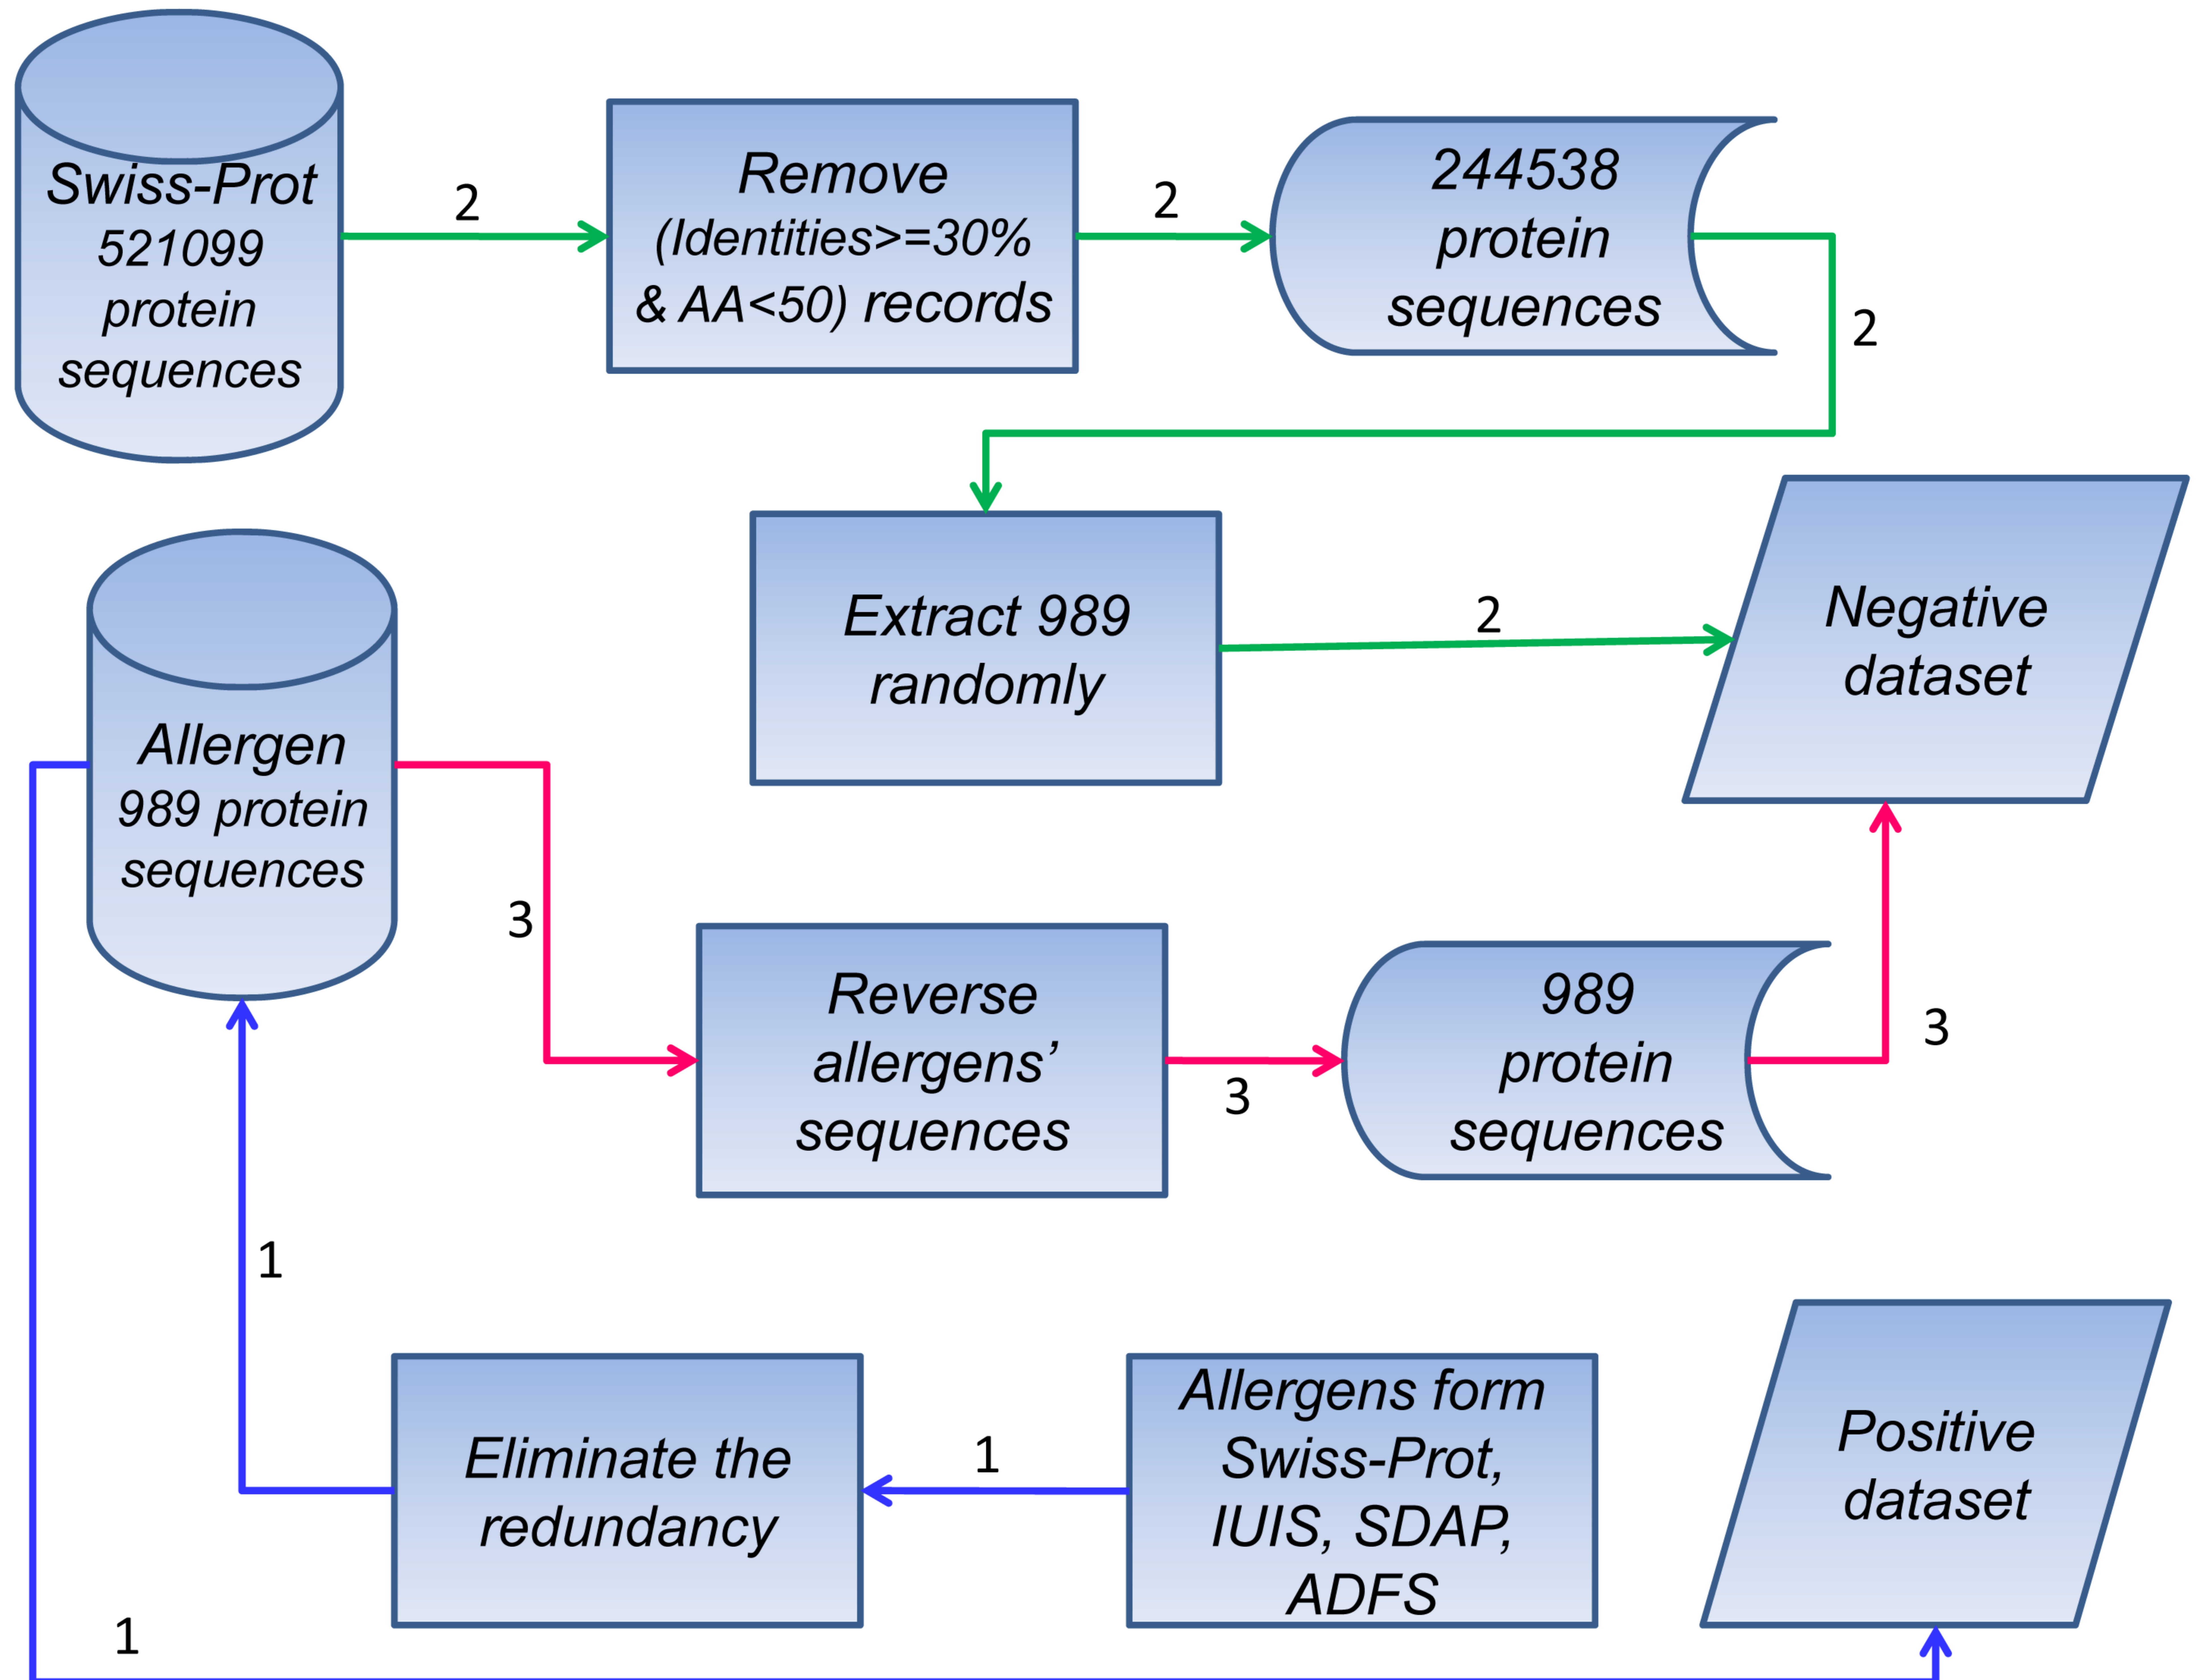 Swiss-Prot
521099
protein
sequences
2
Remove
(Identities>=30%
& AA<50) records
2
244538
protein
sequences
2
Extract 989
randomly
2
Negative
dataset
Allergen
989 protein
sequences
3
Reverse
allergens’
sequences
3
989
protein
sequences
3
1
Eliminate the
redundancy
1
Allergens form
Swiss-Prot,
IUIS, SDAP,
ADFS
Positive
dataset
1